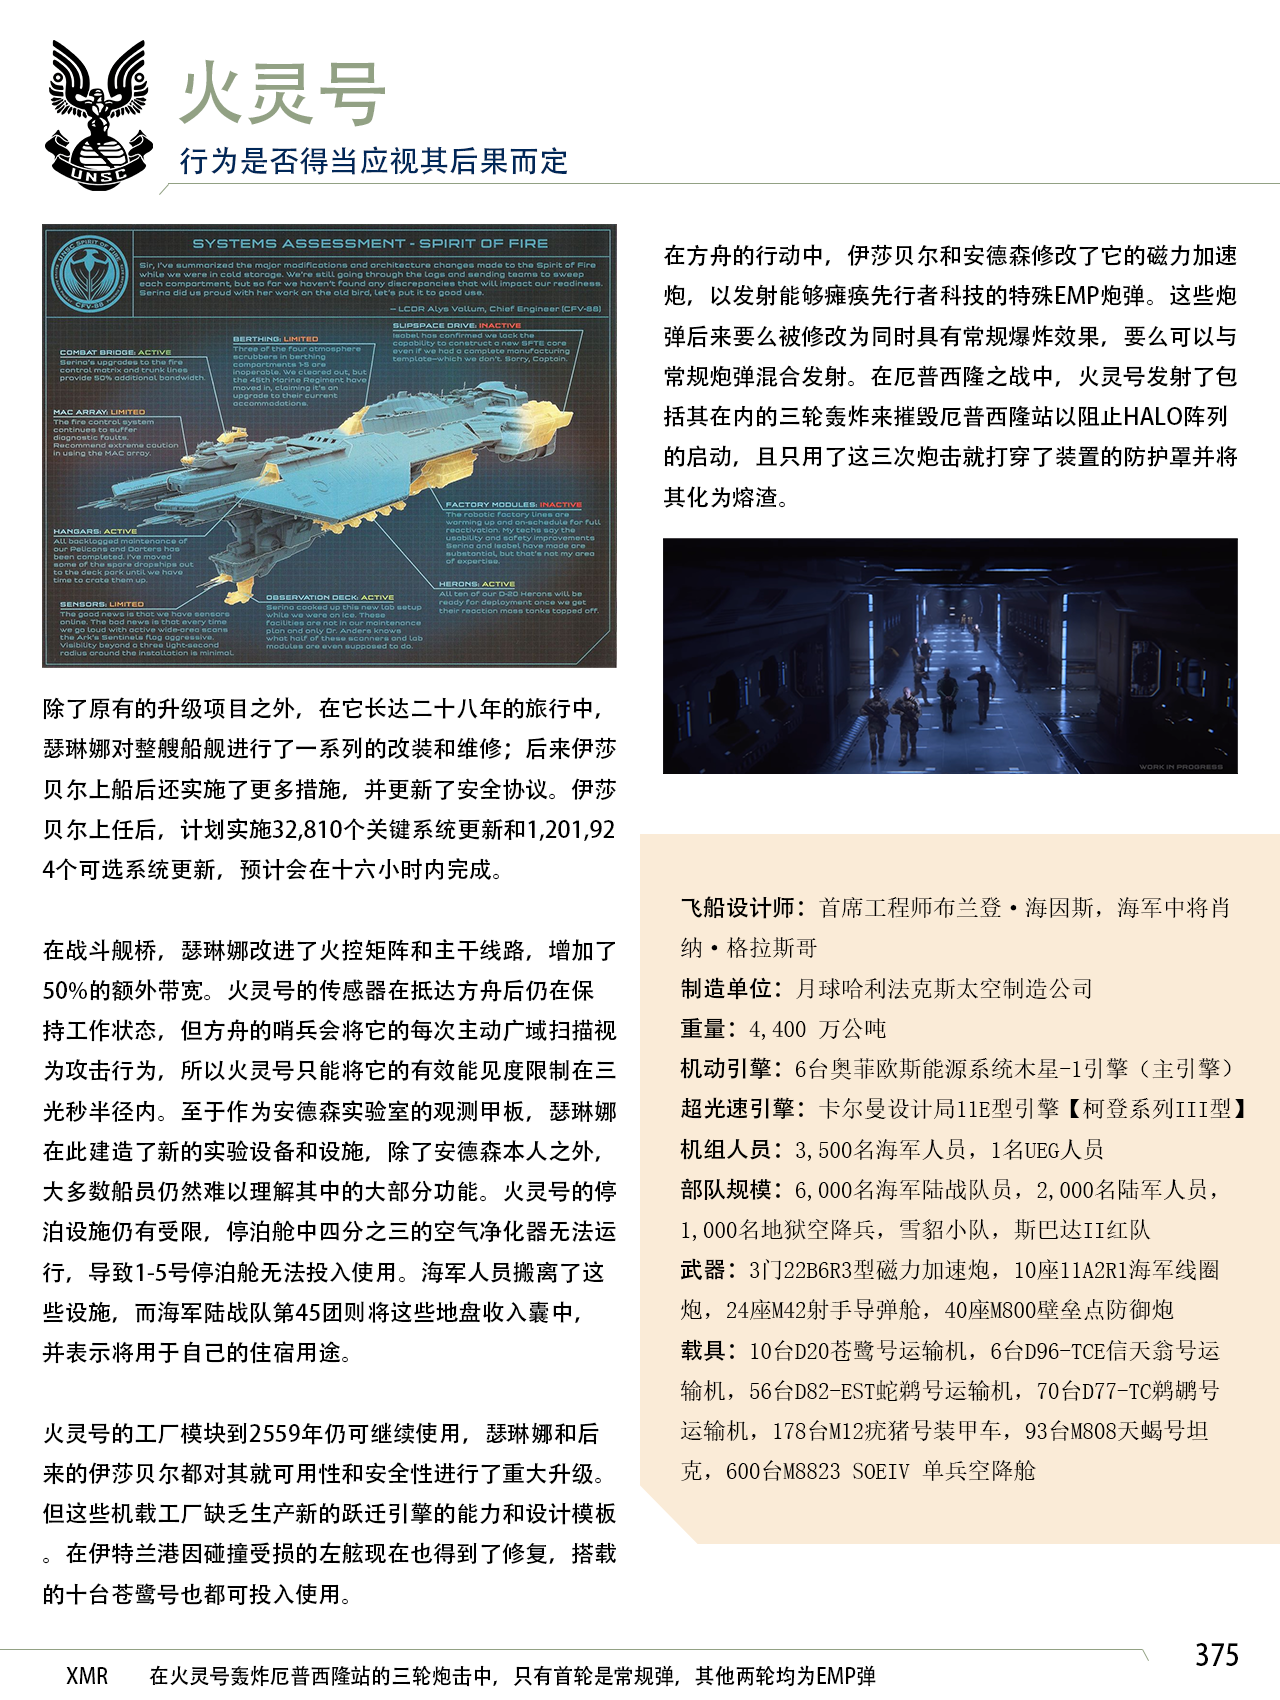 火灵号
行为是否得当应视其后果而定
UNSC
SYSTEMS ASSESSMENT - SPIRIT OF FIRE
Sir, I've summarized the major modifications and architecture changes made to the Spirit of Fire
while we were in cold storage. We're still going through the logs and sending teams to sweep
each compartment, but so far we haven't found any discrepancies that will impact our readiness.
Serina did us proud with her work on the old bird, let's put it to good use.
— LCDR Alys Vollum, Chief Engineer (CFV-88)
UNSC SPIRIT OF FIRE
CFV-88
SLIPSPACE DRIVE: INACTIVE
Isabel has confirmed we lack the
capability to construct a new SFTE core
even if we had a complete manufacturing
template—which we don't. Sorry, Captain.
BERTHING: LIMITED
Three of the four atmosphere
scrubbers in berthing
compartments 1-5 are
inoperable. We cleared out, but
the 45th Marine Regiment have
moved in, claiming it's an
upgrade to their current
accommodations.
COMBAT BRIDGE: ACTIVE
Serina's upgrades to the fire
control matrix and trunk lines
provide 50% additional bandwidth.
MAC ARRAY: LIMITED
The fire control system
continues to suffer
diagnostic faults.
Recommend extreme caution
in using the MAC array.
HANGARS: ACTIVE
All backlogged maintenance of
our Pelicans and Darters has
been completed. I've moved
some of the spare dropships out
to the deck park until we have
time to crate them up.
SENSORS: LIMITED
The good news is that we have sensors
online. The bad news is that every time
we go loud with active wide-area scans
the Ark's Sentinels flag aggressive.
Visibility beyond a three light-second
radius around the installation is minimal.
OBSERVATION DECK: ACTIVE
Serina cooked up this new lab setup
while we were on ice. These
facilities are not in our maintenance
plan and only Dr. Anders knows
what half of these scanners and lab
modules are even supposed to do.
FACTORY MODULES: INACTIVE
The robotic factory lines are
warming up and on-schedule for full
reactivation. My techs say the
usability and safety improvements
Serina and Isabel have made are
substantial, but that's not my area
of expertise.
HERONS: ACTIVE
All ten of our D-20 Herons will be
ready for deployment once we get
their reaction mass tanks topped off.
除了原有的升级项目之外，在它长达二十八年的旅行中，
瑟琳娜对整艘船舰进行了一系列的改装和维修；后来伊莎
贝尔上船后还实施了更多措施，并更新了安全协议。伊莎
贝尔上任后，计划实施32,810个关键系统更新和1,201,92
4个可选系统更新，预计会在十六小时内完成。
在战斗舰桥，瑟琳娜改进了火控矩阵和主干线路，增加了
50%的额外带宽。火灵号的传感器在抵达方舟后仍在保
持工作状态，但方舟的哨兵会将它的每次主动广域扫描视
为攻击行为，所以火灵号只能将它的有效能见度限制在三
光秒半径内。至于作为安德森实验室的观测甲板，瑟琳娜
在此建造了新的实验设备和设施，除了安德森本人之外，
大多数船员仍然难以理解其中的大部分功能。火灵号的停
泊设施仍有受限，停泊舱中四分之三的空气净化器无法运
行，导致1-5号停泊舱无法投入使用。海军人员搬离了这
些设施，而海军陆战队第45团则将这些地盘收入囊中，
并表示将用于自己的住宿用途。
火灵号的工厂模块到2559年仍可继续使用，瑟琳娜和后
来的伊莎贝尔都对其就可用性和安全性进行了重大升级。
但这些机载工厂缺乏生产新的跃迁引擎的能力和设计模板
。在伊特兰港因碰撞受损的左舷现在也得到了修复，搭载
的十台苍鹭号也都可投入使用。
在方舟的行动中，伊莎贝尔和安德森修改了它的磁力加速
炮，以发射能够瘫痪先行者科技的特殊EMP炮弹。这些炮
弹后来要么被修改为同时具有常规爆炸效果，要么可以与
常规炮弹混合发射。在厄普西隆之战中，火灵号发射了包
括其在内的三轮轰炸来摧毁厄普西隆站以阻止HALO阵列
的启动，且只用了这三次炮击就打穿了装置的防护罩并将
其化为熔渣。
WORK IN PROGRESS
飞船设计师：首席工程师布兰登·海因斯，海军中将肖
纳·格拉斯哥
制造单位：月球哈利法克斯太空制造公司
重量：4,400 万公吨
机动引擎：6台奥菲欧斯能源系统木星-1引擎（主引擎）
超光速引擎：卡尔曼设计局11E型引擎【柯登系列III型】
机组人员：3,500名海军人员，1名UEG人员
部队规模：6,000名海军陆战队员，2,000名陆军人员，
1,000名地狱空降兵，雪貂小队，斯巴达II红队
武器：3门22B6R3型磁力加速炮，10座11A2R1海军线圈
炮，24座M42射手导弹舱，40座M800壁垒点防御炮
载具：10台D20苍鹭号运输机，6台D96-TCE信天翁号运
输机，56台D82-EST蛇鹈号运输机，70台D77-TC鹈鹕号
运输机，178台M12疣猪号装甲车，93台M808天蝎号坦
克，600台M8823 SOEIV 单兵空降舱
XMR 在火灵号轰炸厄普西隆站的三轮炮击中，只有首轮是常规弹，其他两轮均为EMP弹
375